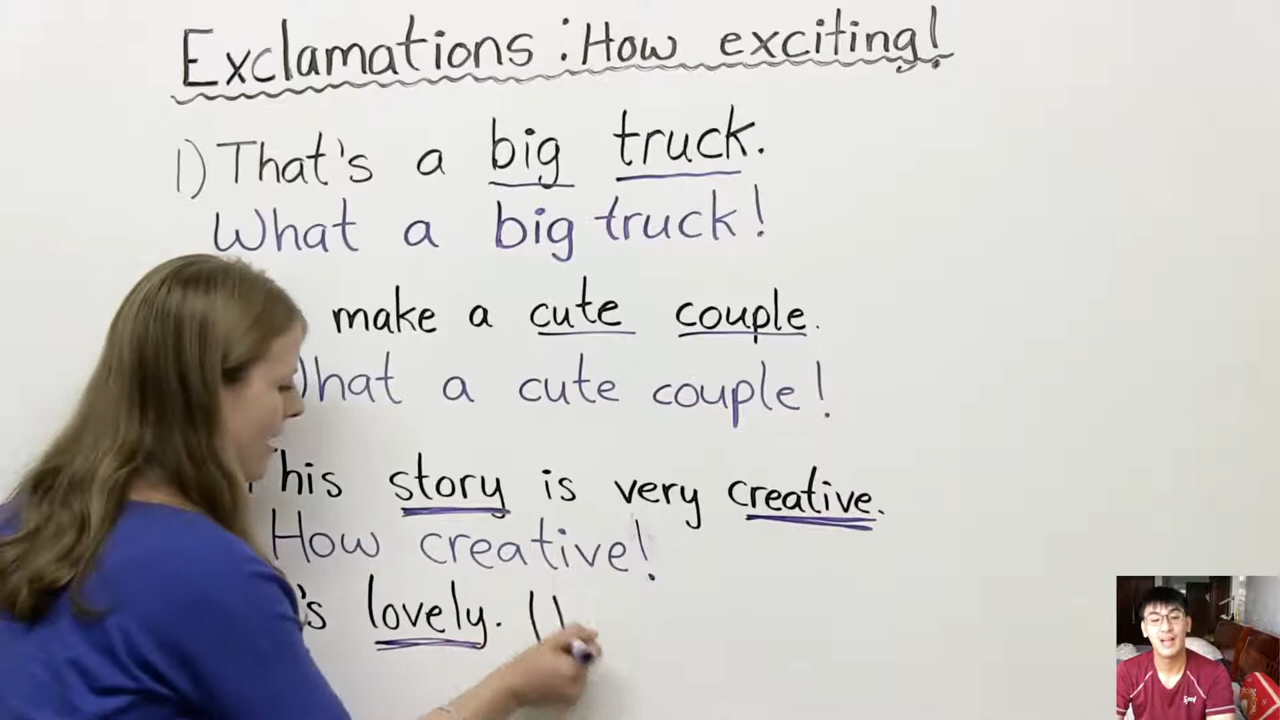 Exclamations: How exciting!
1) That's a big truck.
What a big truck!
make a cute couple.
hat a cute couple!
his story is very creative.
How creative!
's lovely.